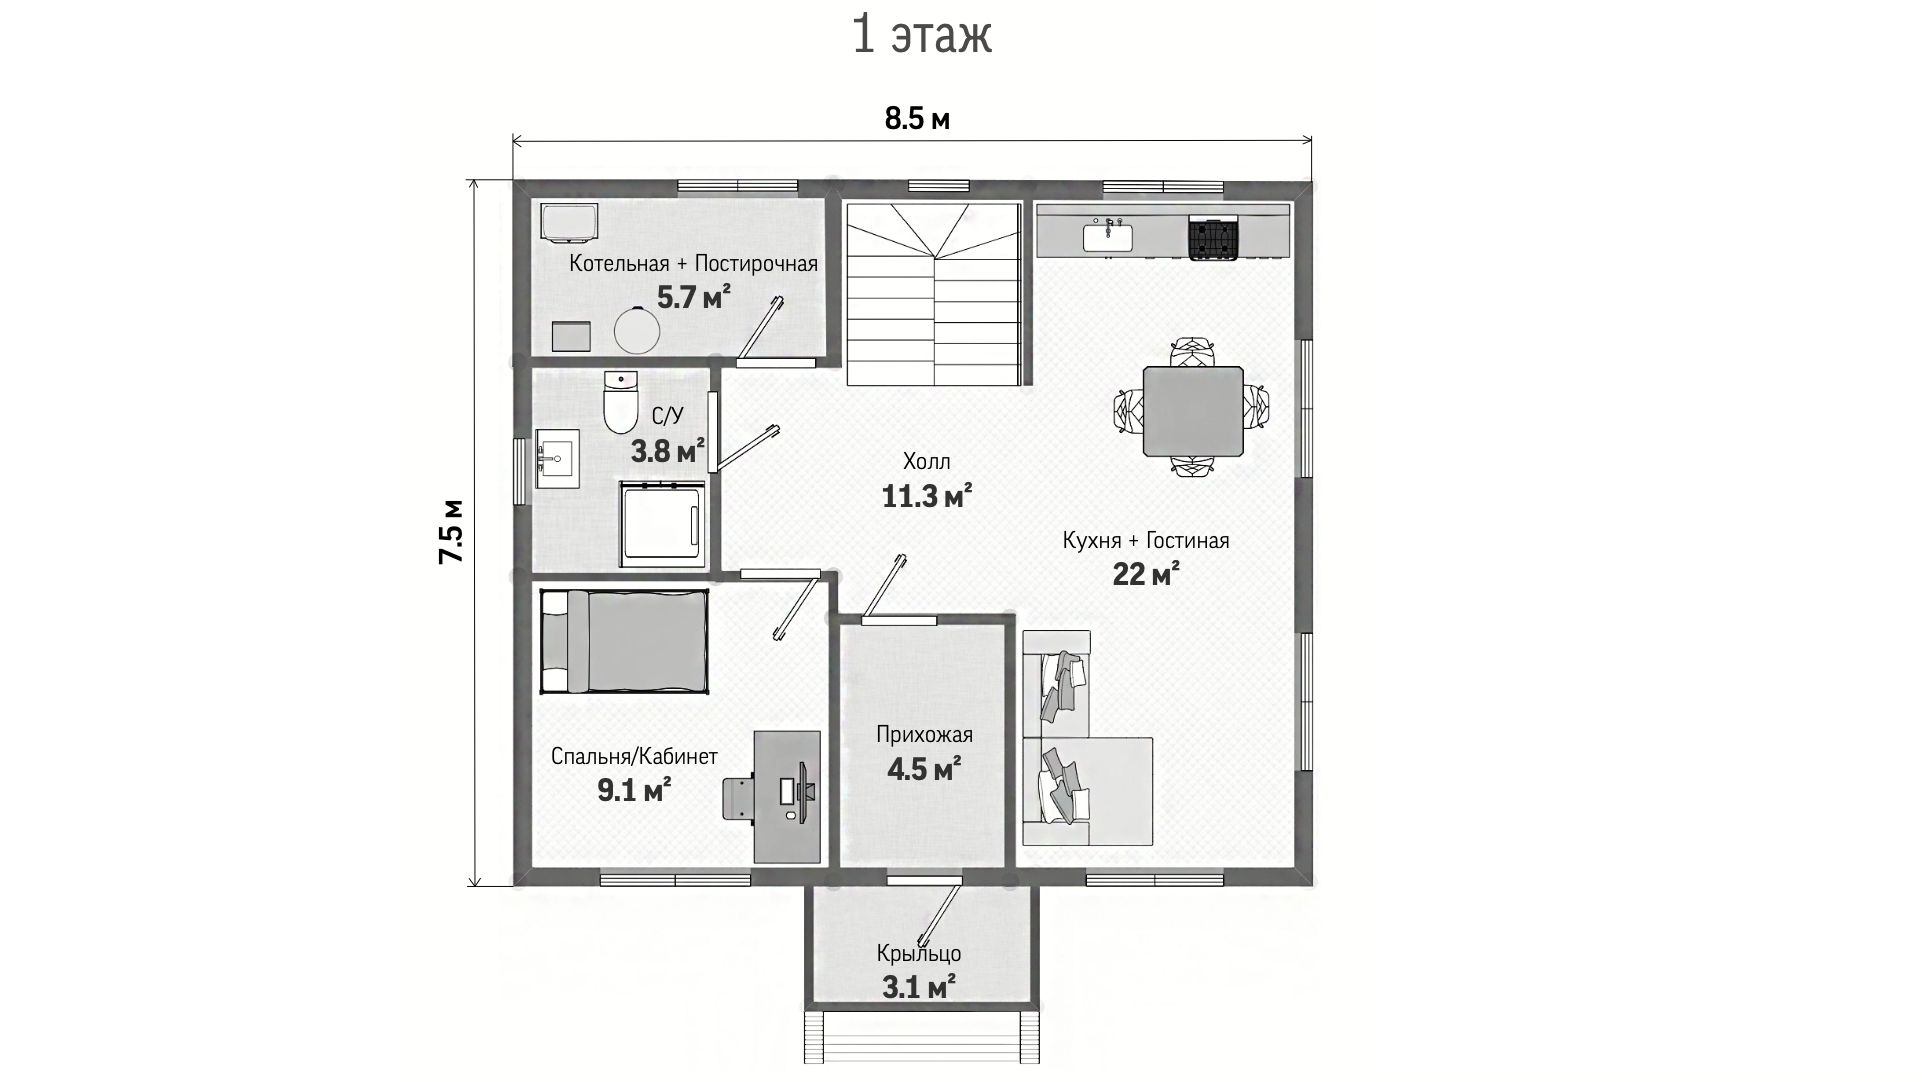 1 этаж
8.5 м
7.5 м
Котельная + Постирочная
5.7 м²
С/У
3.8 м²
Холл
11.3 м²
Кухня + Гостиная
22 м²
Спальня/Кабинет
9.1 м²
Прихожая
4.5 м²
Крыльцо
3.1 м²